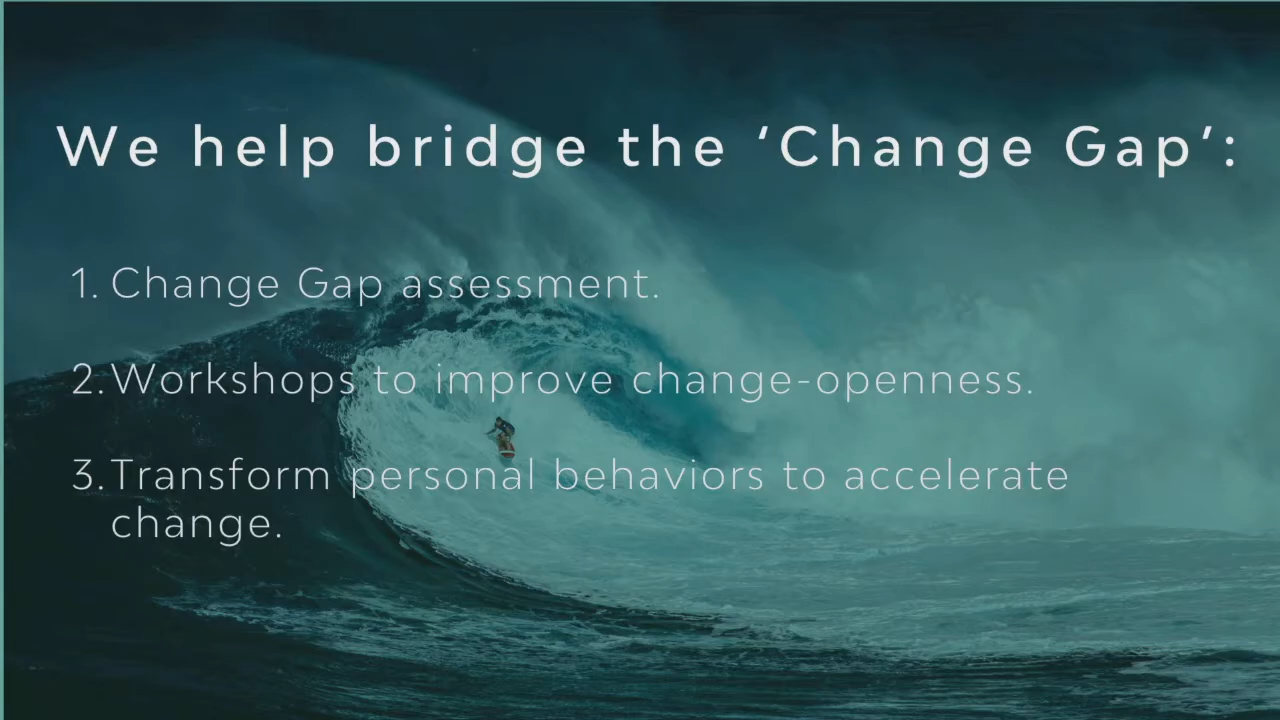 We help bridge the ‘Change Gap’:
1. Change Gap assessment.
2. Workshops to improve change-openness.
3. Transform personal behaviors to accelerate
change.